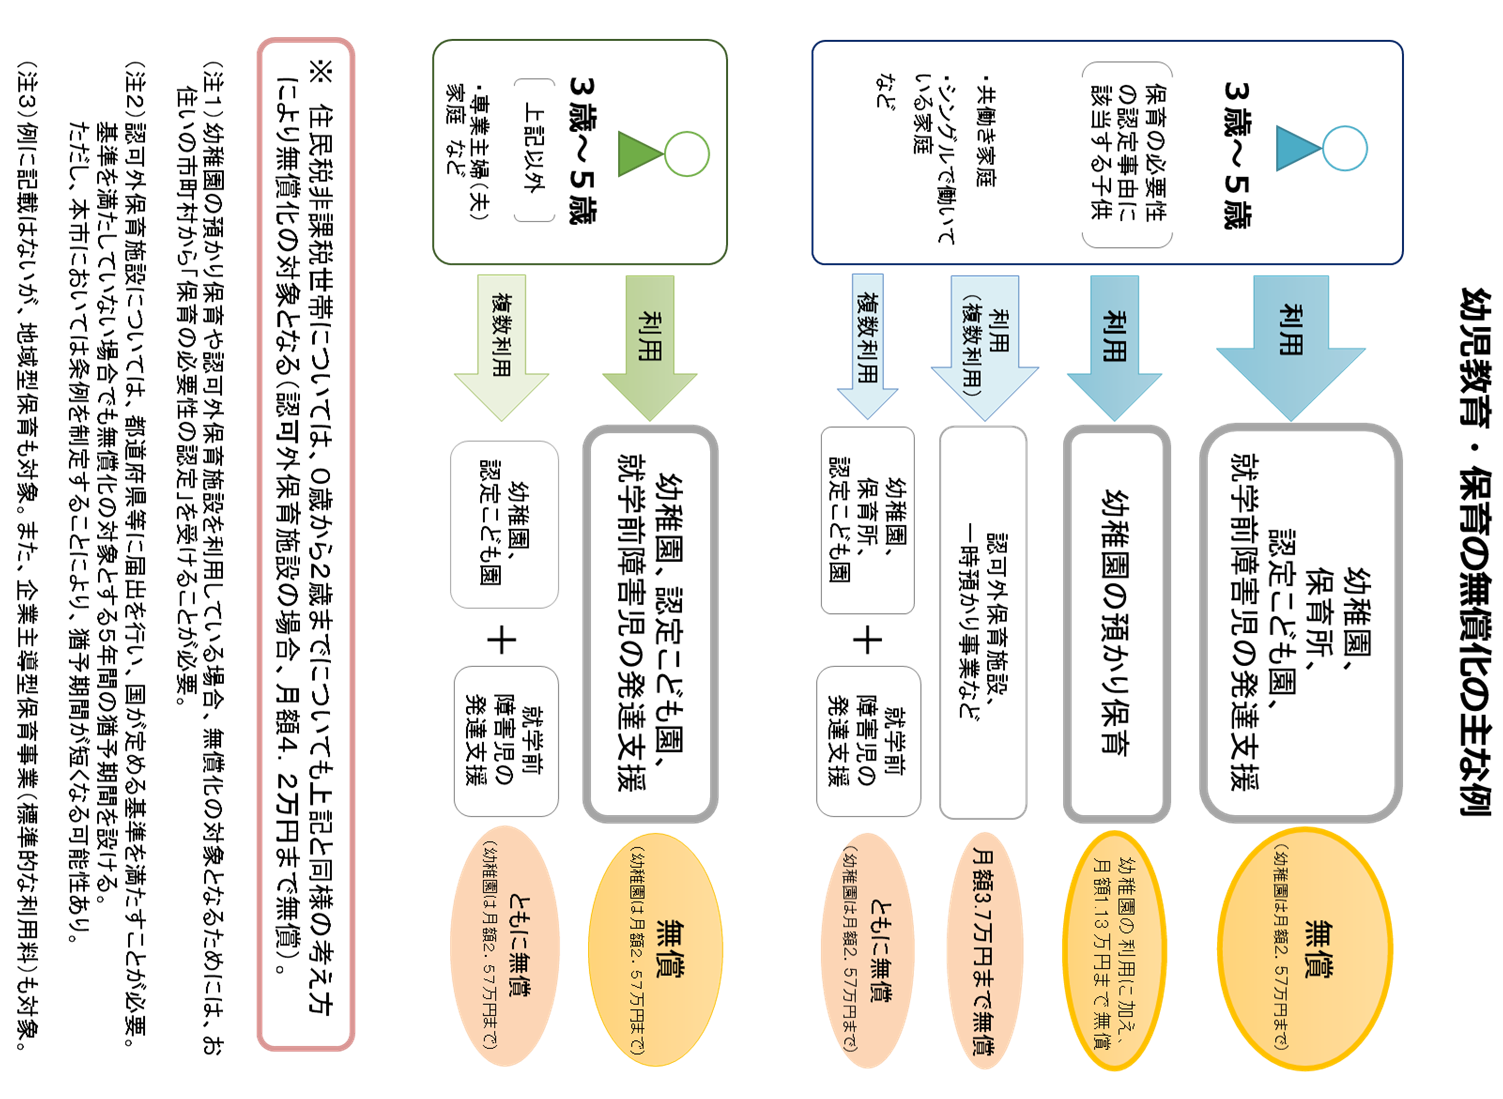 幼児教育・保育の無償化の主な例
３歳～５歳
保育の必要性
の認定事由に
該当する子供
・共働き家庭
・シングルで働いて
いる家庭
など
利用
幼稚園、
保育所、
認定こども園、
就学前障害児の発達支援
無償
(幼稚園は月額2．57万円まで)
利用
幼稚園の預かり保育
幼稚園の利用に加え、
月額1.13万円まで無償
利用
(複数利用)
認可外保育施設、
一時預かり事業など
月額3.7万円まで無償
複数利用
幼稚園、
保育所、
認定こども園
＋
就学前
障害児の
発達支援
ともに無償
(幼稚園は月額2．57万円まで)
３歳～５歳
上記以外
・専業主婦(夫)
家庭 など
利用
幼稚園、認定こども園、
就学前障害児の発達支援
無償
(幼稚園は月額2．57万円まで)
複数利用
幼稚園、
認定こども園
＋
就学前
障害児の
発達支援
ともに無償
(幼稚園は月額2．57万円まで)
※ 住民税非課税世帯については、０歳から２歳までについても上記と同様の考え方
により無償化の対象となる(認可外保育施設の場合、月額４．２万円まで無償)。
(注１)幼稚園の預かり保育や認可外保育施設を利用している場合、無償化の対象となるためには、お
住いの市町村から「保育の必要性の認定」を受けることが必要。
(注２)認可外保育施設については、都道府県等に届出を行い、国が定める基準を満たすことが必要。
基準を満たしていない場合でも無償化の対象とする５年間の猶予期間を設ける。
ただし、本市においては条例を制定することにより、猶予期間が短くなる可能性あり。
(注３)例に記載はないが、地域型保育も対象。また、企業主導型保育事業(標準的な利用料)も対象。